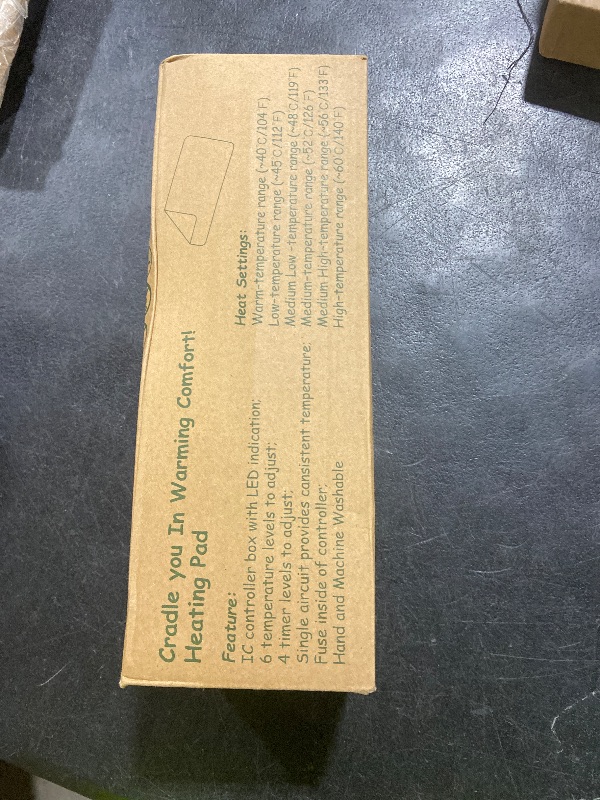 Cradle you In Warming Comfort!
Heating Pad
Feature:
IC controller box with LED indication:
6 temperature levels to adjust:
4 timer levels to adjust:
Single aircuit provides cansistent temperature:
Fuse inside of controller:
Hand and Machine Washable
Heat Settings:
Warm-temperature range (~40℃/104℉)
Low-temperature range (~45℃/112℉)
Medium Low -temperature range (~48℃/119℉)
Medium-temperature range (~52℃/126℉)
Medium High-temperature range (~56℃/133℉)
High-temperature range (~60℃/140℉)